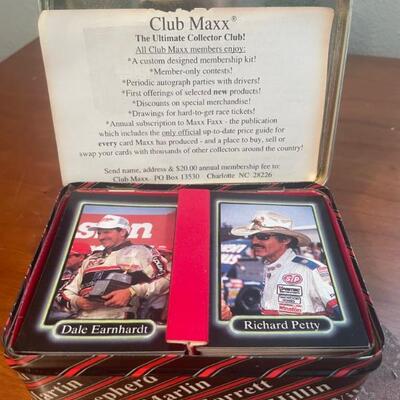 Club Maxx®
The Ultimate Collector Club!
All Club Maxx members enjoy:
*A custom designed membership kit!
*Member-only contests!
*Periodic autograph parties with drivers!
*First offerings of selected new products!
*Discounts on special merchandise!
*Drawings for hard-to-get race tickets!
*Annual subscription to Maxx Faxx - the publication
which includes the only official up-to-date price guide for
every card Maxx has produced - and a place to buy, sell or
swap your cards with thousands of other collectors around the country!
Send name, address & $20.00 annual membership fee to:
Club Maxx PO Box 13530 Charlotte NC 28226
STP
Winston
Dale Earnhardt
Richard Petty
Martin
Shepherd
Marlin
Jarrett